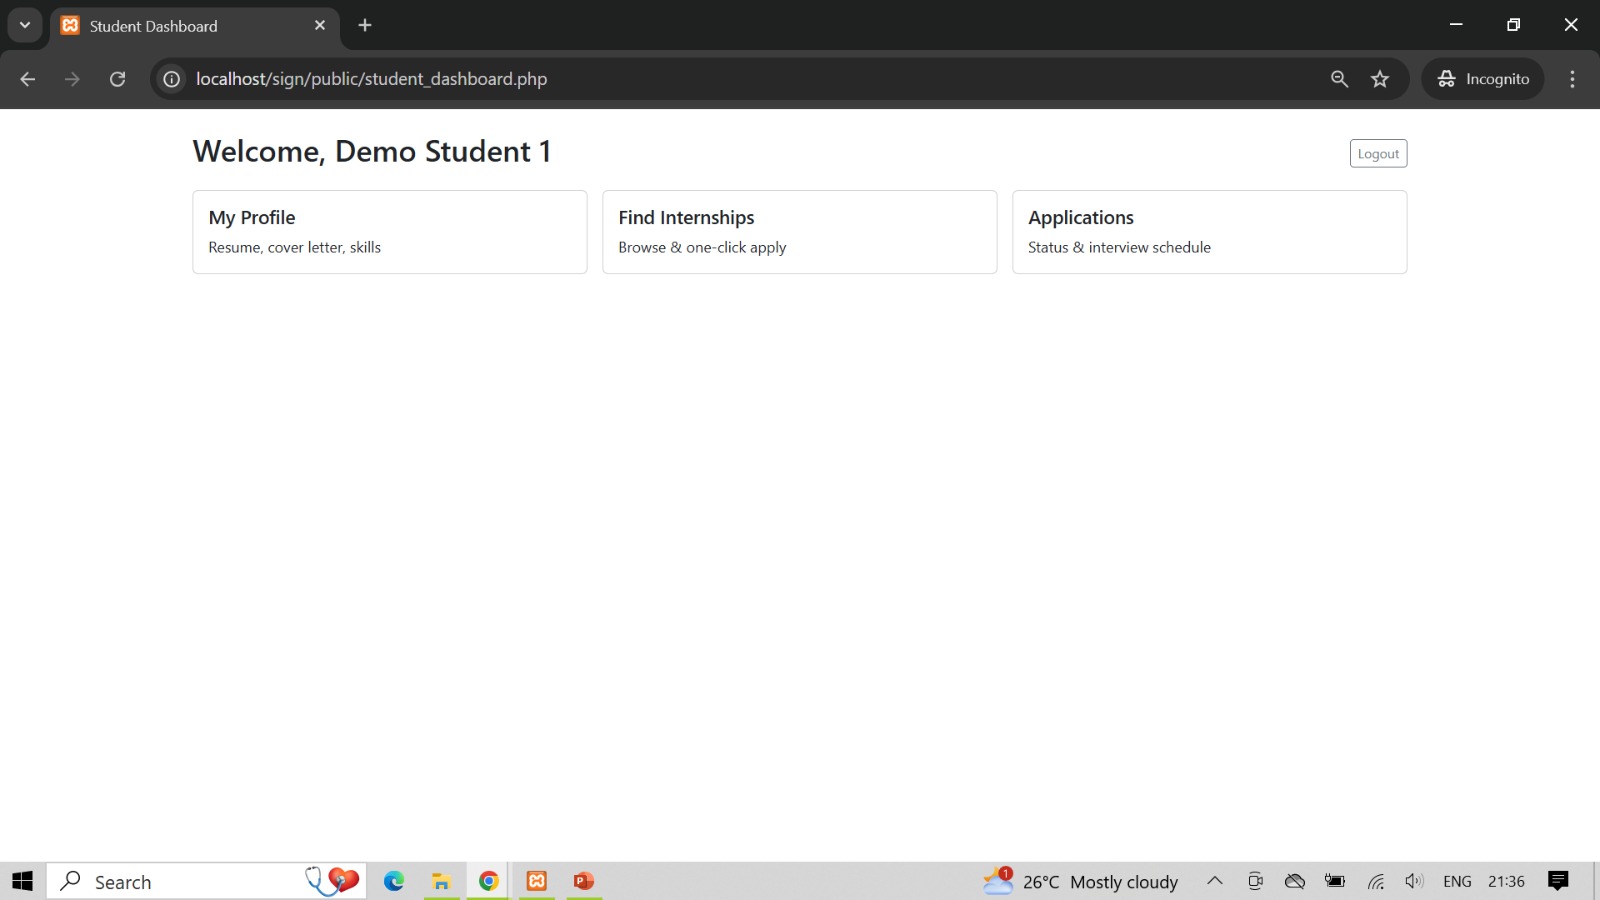 Student Dashboard
localhost/sign/public/student_dashboard.php
Incognito
Welcome, Demo Student 1
Logout
My Profile
Resume, cover letter, skills
Find Internships
Browse & one-click apply
Applications
Status & interview schedule
Search
1
26°C Mostly cloudy
ENG
21:36